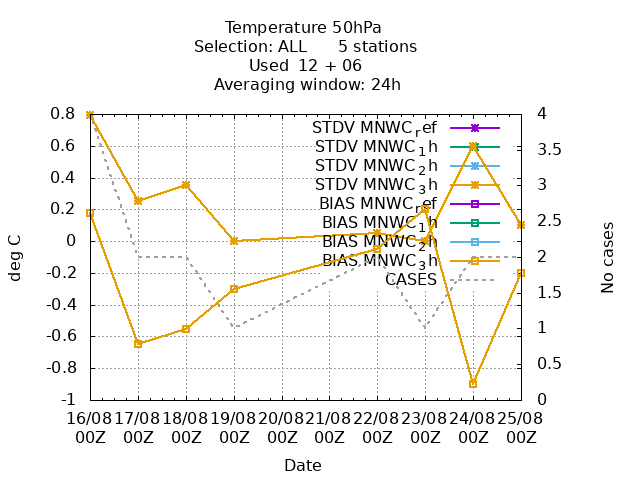 Temperature 50hPa
Selection: ALL 5 stations
Used 12 + 06
Averaging window: 24h
0.8
0.6
0.4
0.2
0
-0.2
-0.4
-0.6
-0.8
-1
deg C
4
3.5
3
2.5
2
1.5
1
0.5
0
No cases
STDV MNWC_ref
STDV MNWC_1h
STDV MNWC_2h
STDV MNWC_3h
BIAS MNWC_ref
BIAS MNWC_1h
BIAS MNWC_2h
BIAS MNWC_3h
CASES
16/08 17/08 18/08 19/08 20/08 21/08 22/08 23/08 24/08 25/08
00Z 00Z 00Z 00Z 00Z 00Z 00Z 00Z 00Z 00Z
Date